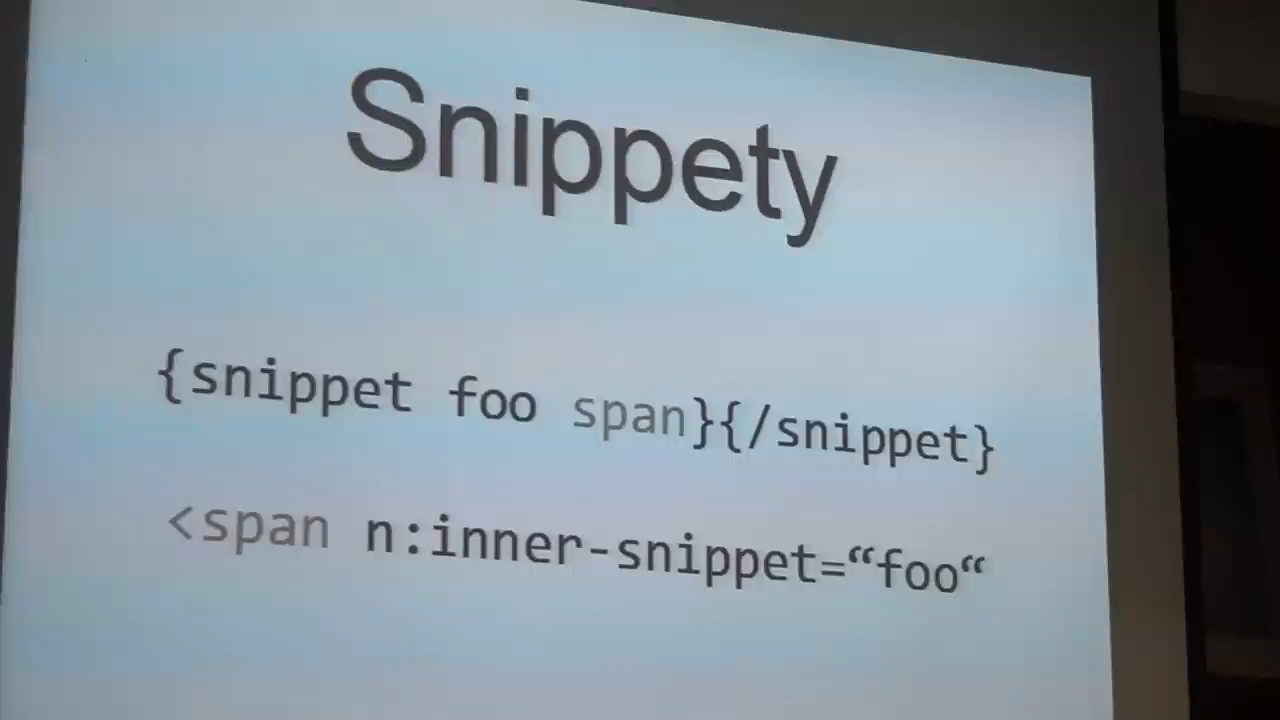 Snippety
{snippet foo span}{/snippet}
<span n:inner-snippet=“foo“